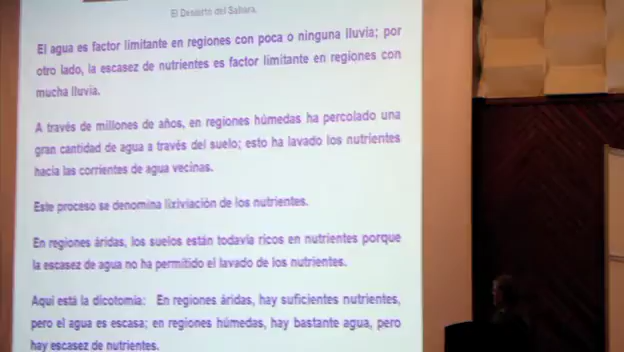 El Desierto del Sahara.
El agua es factor limitante en regiones con poca o ninguna lluvia; por
otro lado, la escasez de nutrientes es factor limitante en regiones con
mucha lluvia.
A través de millones de años, en regiones húmedas ha percolado una
gran cantidad de agua a través del suelo; esto ha lavado los nutrientes
hacia las corrientes de agua vecinas.
Este proceso se denomina lixiviación de los nutrientes.
En regiones áridas, los suelos están todavía ricos en nutrientes porque
la escasez de agua no ha permitido el lavado de los nutrientes.
Aquí está la dicotomía: En regiones áridas, hay suficientes nutrientes,
pero el agua es escasa; en regiones húmedas, hay bastante agua, pero
hay escasez de nutrientes.